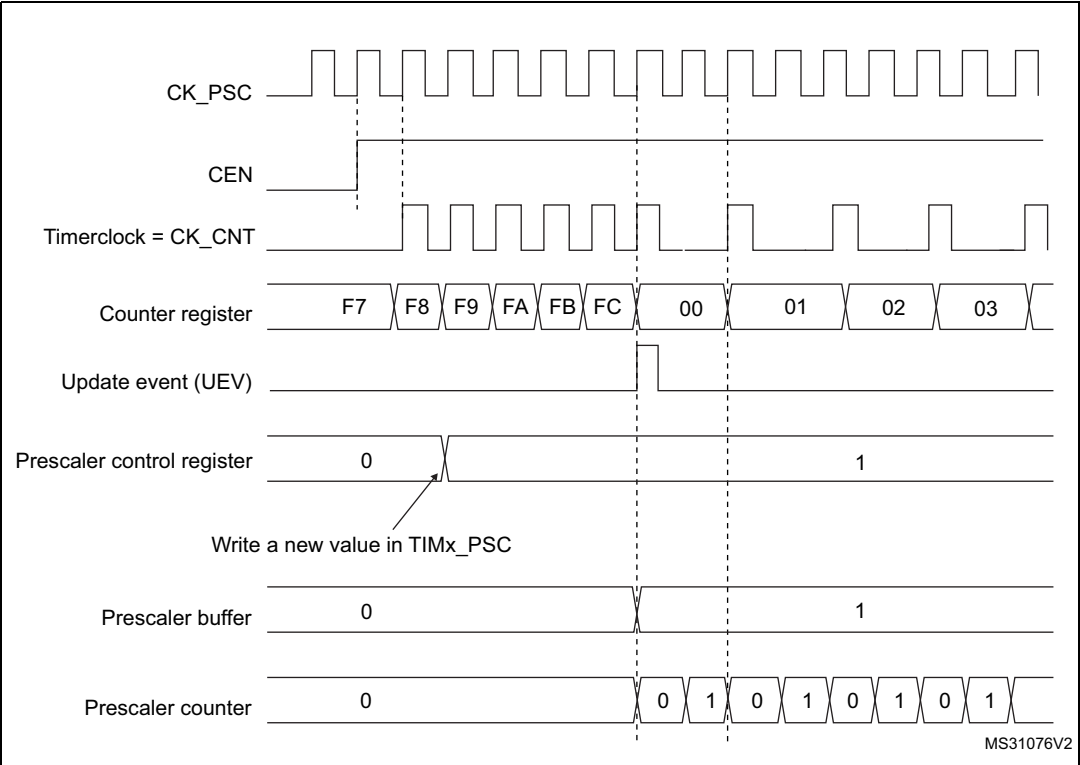 CK_PSC
CEN
Timerclock = CK_CNT
Counter register F7 F8 F9 FA FB FC 00 01 02 03
Update event (UEV)
Prescaler control register 0 1
Write a new value in TIMx_PSC
Prescaler buffer 0 1
Prescaler counter 0 0 1 0 1 0 1 0 1
MS31076V2